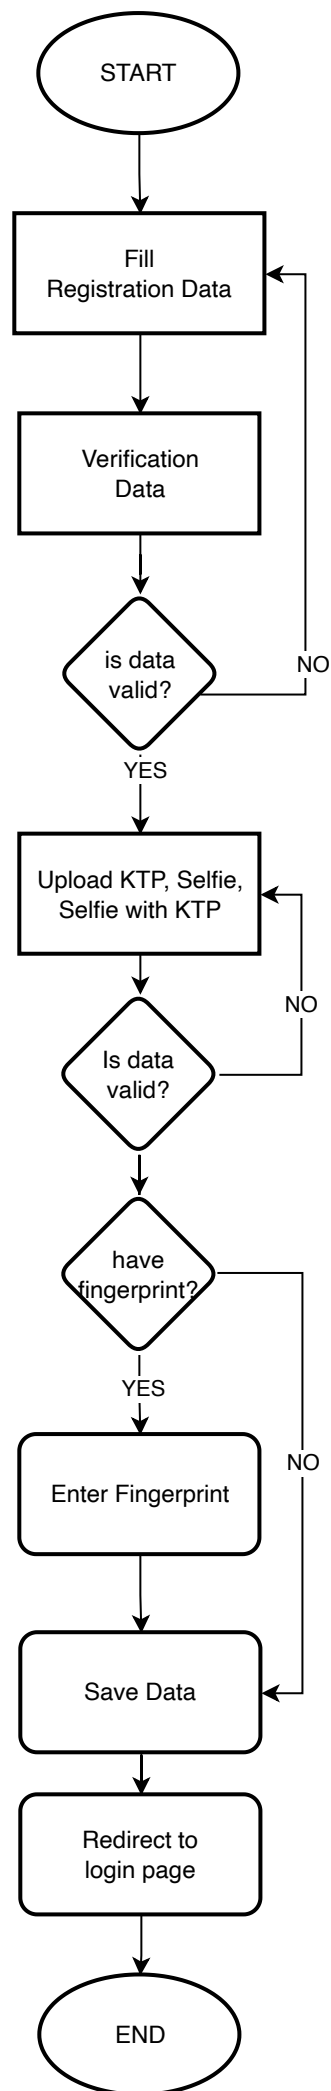 START
Fill
Registration Data
Verification
Data
is data
valid?
NO
YES
Upload KTP, Selfie,
Selfie with KTP
NO
Is data
valid?
have
fingerprint?
YES
NO
Enter Fingerprint
Save Data
Redirect to
login page
END